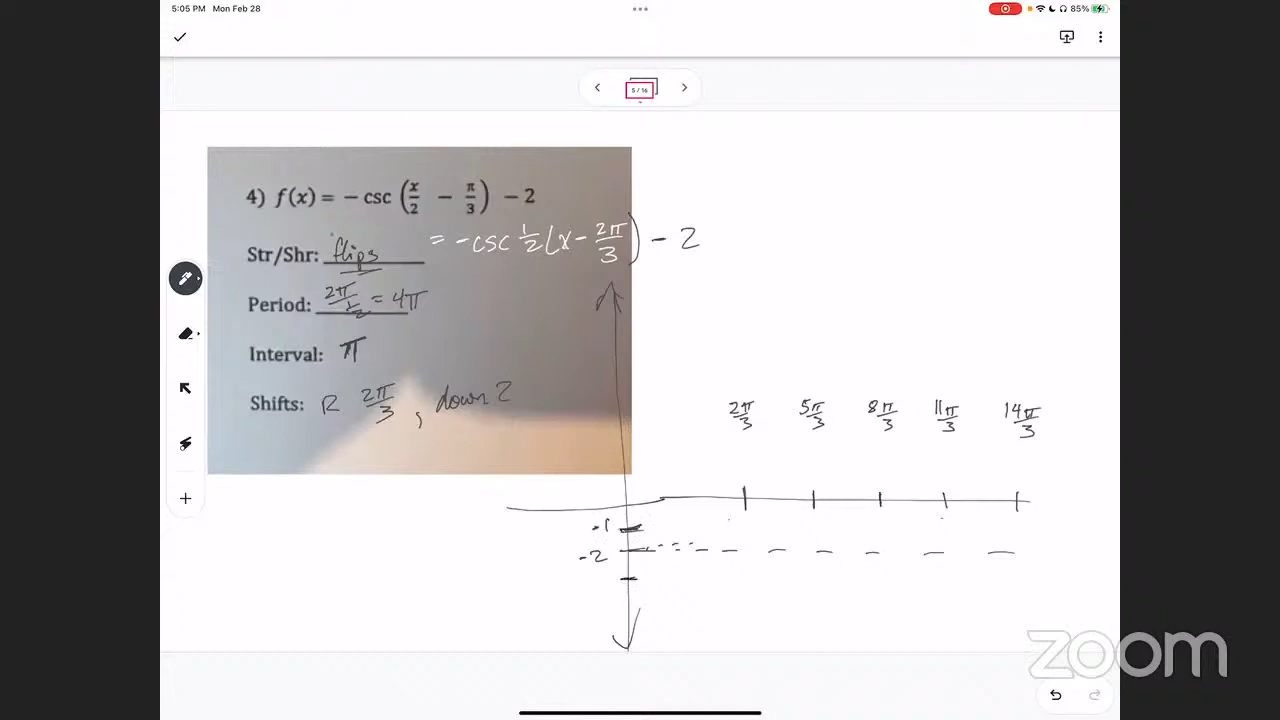 5:05 PM Mon Feb 28
85%
5 / 16
4) f(x) = − csc (x/2 − π/3) − 2
= -csc 1/2 (x - 2π/3) - 2
Str/Shr: flips
Period: 2π/(1/2) = 4π
Interval: π
Shifts: R 2π/3, down 2
2π/3 5π/3 8π/3 11π/3 14π/3
-1
-2
zoom